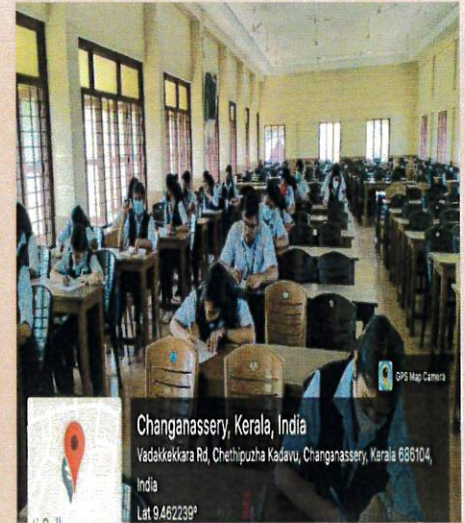 GPS Map Camera
Changanassery, Kerala, India
Vadakkekkara Rd, Chethipuzha Kadavu, Changanassery, Kerala 686104,
India
Lat 9.462239°